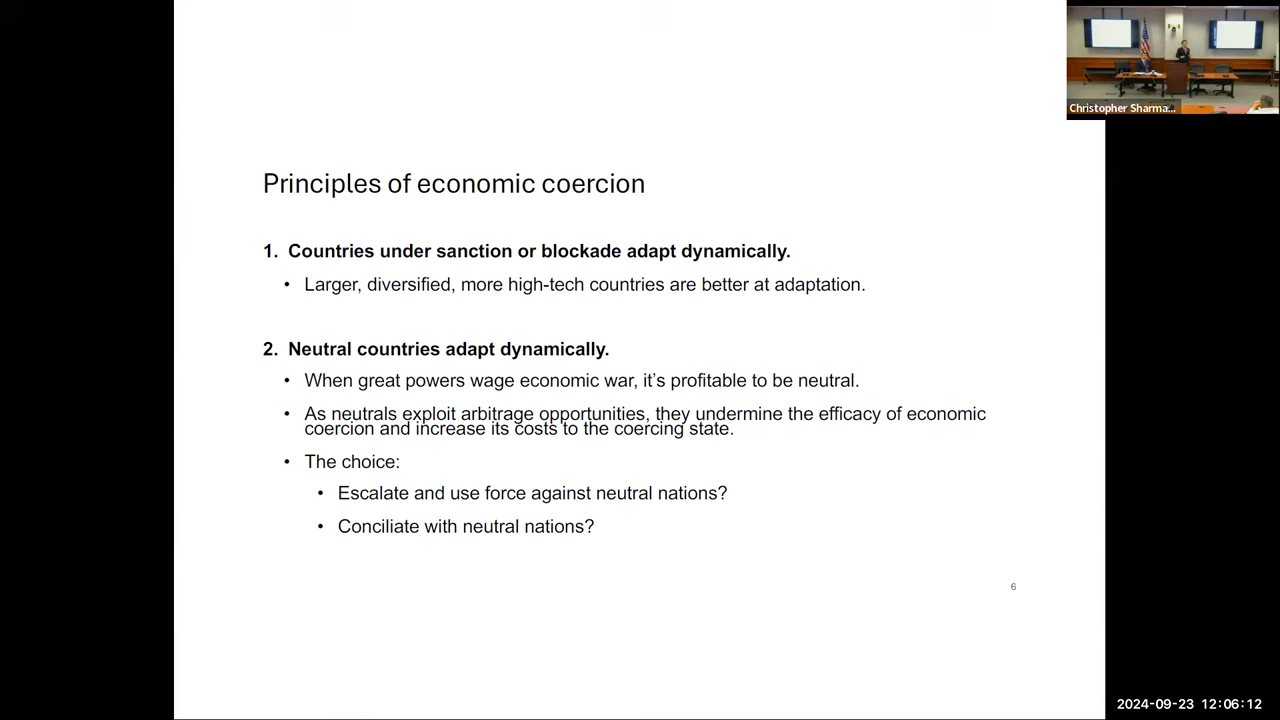 Christopher Sharma...
Principles of economic coercion
1. Countries under sanction or blockade adapt dynamically.
• Larger, diversified, more high-tech countries are better at adaptation.
2. Neutral countries adapt dynamically.
• When great powers wage economic war, it’s profitable to be neutral.
• As neutrals exploit arbitrage opportunities, they undermine the efficacy of economic
coercion and increase its costs to the coercing state.
• The choice:
• Escalate and use force against neutral nations?
• Conciliate with neutral nations?
6
2024-09-23 12:06:12